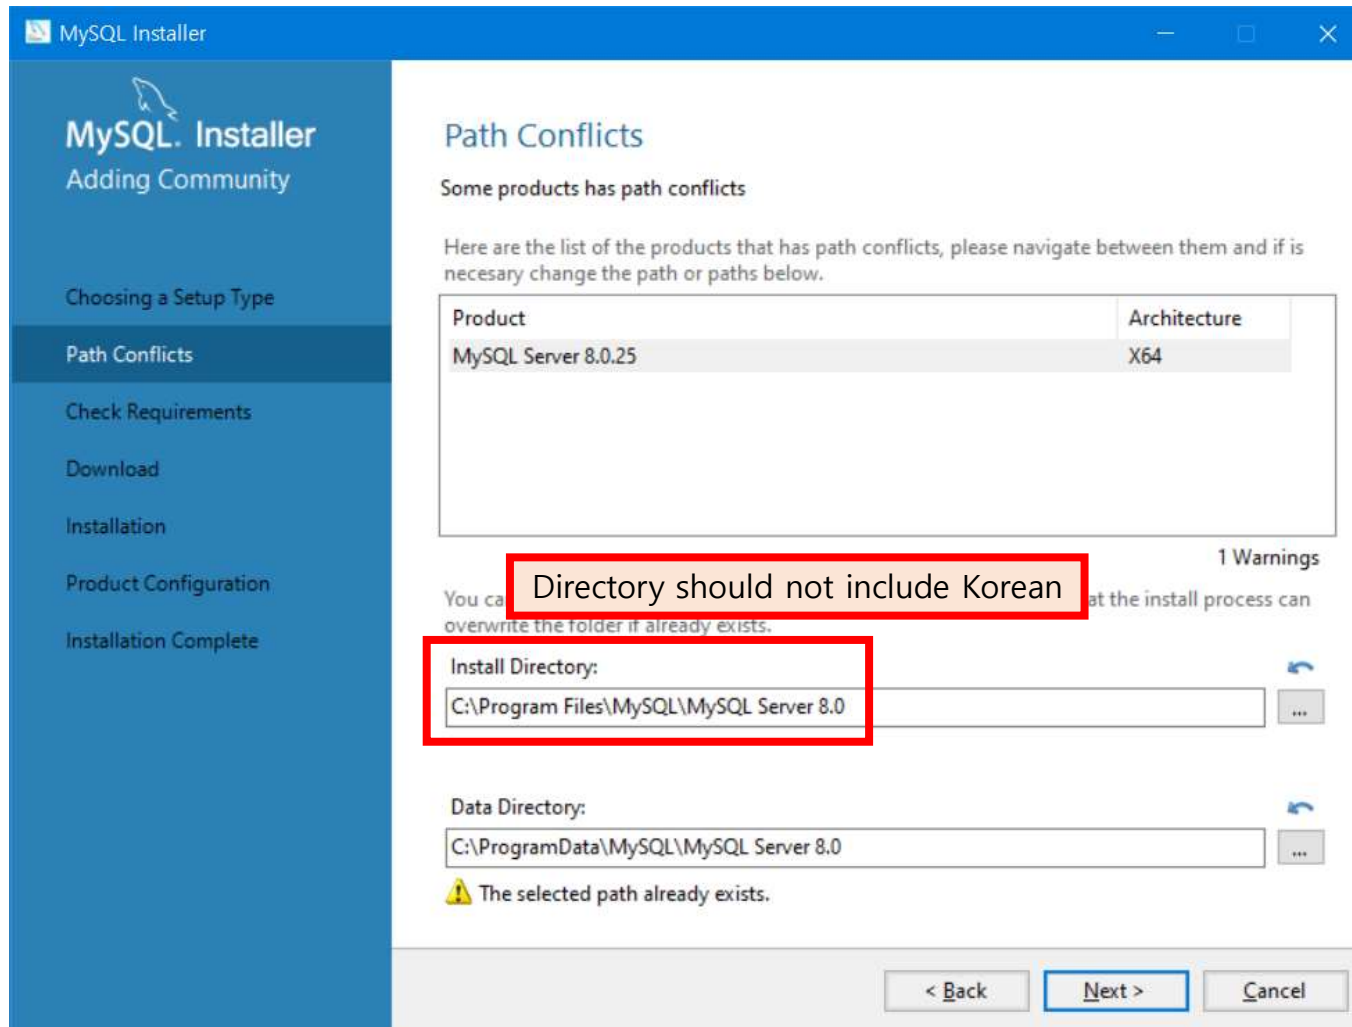 MySQL Installer
MySQL. Installer
Adding Community
Choosing a Setup Type
Path Conflicts
Check Requirements
Download
Installation
Product Configuration
Installation Complete
Path Conflicts
Some products has path conflicts
Here are the list of the products that has path conflicts, please navigate between them and if is
necesary change the path or paths below.
Product Architecture
MySQL Server 8.0.25 X64
1 Warnings
Directory should not include Korean
You at the install process can
overwrite the folder if already exists.
Install Directory:
C:\Program Files\MySQL\MySQL Server 8.0
...
Data Directory:
C:\ProgramData\MySQL\MySQL Server 8.0
...
The selected path already exists.
< Back Next > Cancel